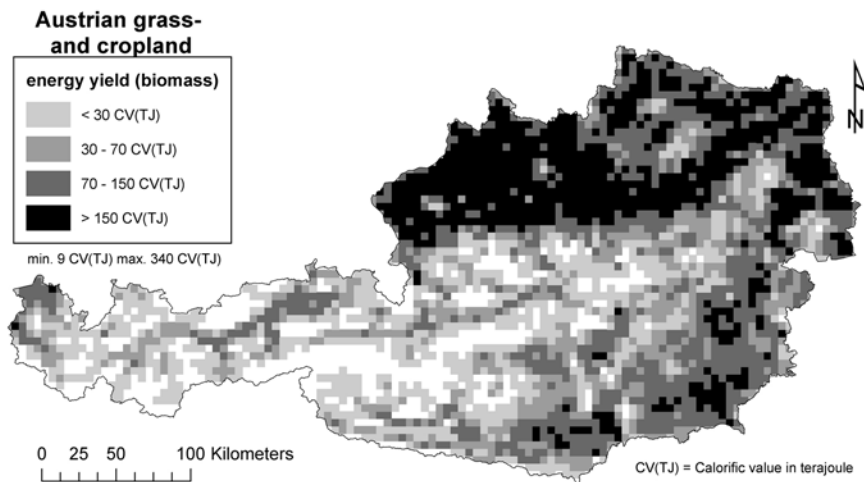 Austrian grass-
and cropland
energy yield (biomass)
< 30 CV(TJ)
30 - 70 CV(TJ)
70 - 150 CV(TJ)
> 150 CV(TJ)
min. 9 CV(TJ) max. 340 CV(TJ)
N
0 25 50 100 Kilometers
CV(TJ) = Calorific value in terajoule